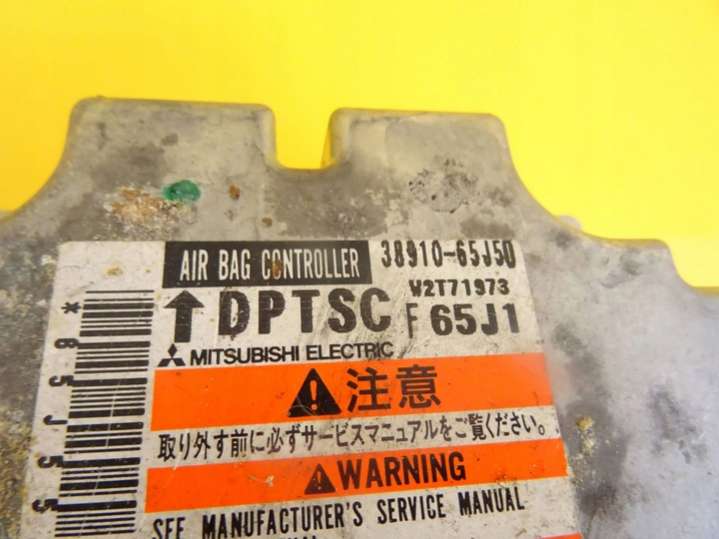 AIR BAG CONTROLLER 38910-65J50
W2T71973
↑DPTSC F 65J1
MITSUBISHI ELECTRIC
*65J55
注意
取り外す前に必ずサービスマニュアルをご覧ください。
WARNING
SEE MANUFACTURER'S SERVICE MANUAL